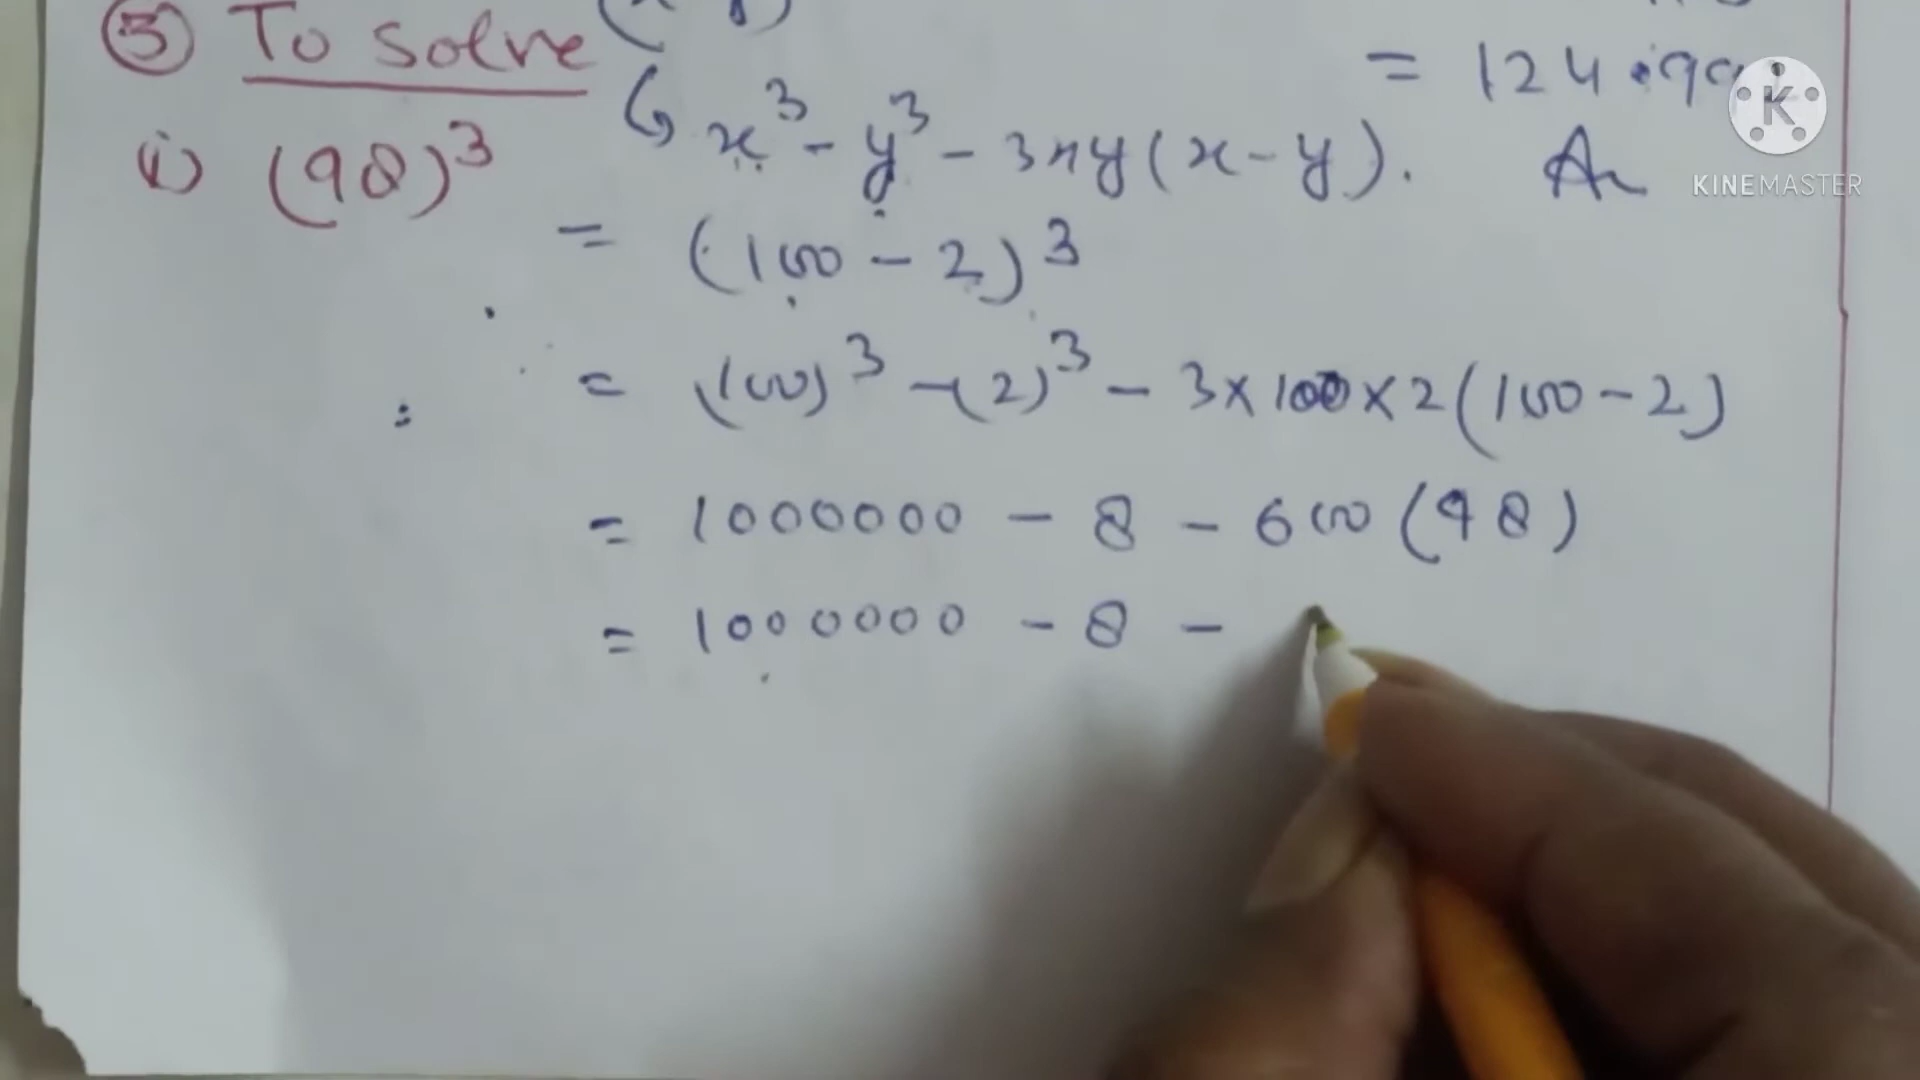 ③ To solve
= 124.99
i) (98)³
x³ - y³ - 3xy(x - y).
KINEMASTER
= (100 - 2)³
= (100)³ - (2)³ - 3 × 100 × 2(100 - 2)
= 1000000 - 8 - 600(98)
= 1000000 - 8 -